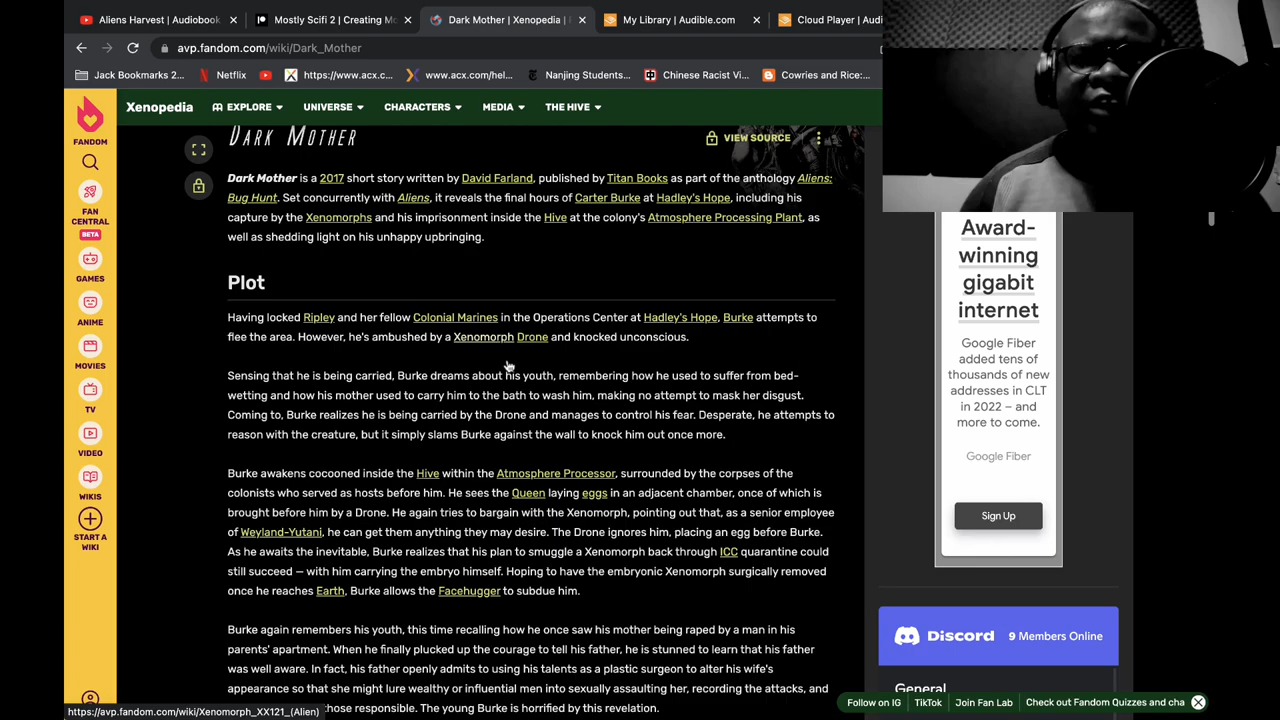 Aliens Harvest | Audiobook
Mostly Scifi 2 | Creating Mo
Dark Mother | Xenopedia |
My Library | Audible.com
Cloud Player | Audi
avp.fandom.com/wiki/Dark_Mother
Jack Bookmarks 2...
Netflix
https://www.acx.c...
www.acx.com/hel...
Nanjing Students...
Chinese Racist Vi...
Cowries and Rice:...
Xenopedia
EXPLORE
UNIVERSE
CHARACTERS
MEDIA
THE HIVE
FANDOM
FAN
CENTRAL
BETA
GAMES
ANIME
MOVIES
TV
VIDEO
WIKIS
START A
WIKI
DARK MOTHER
VIEW SOURCE
Dark Mother is a 2017 short story written by David Farland, published by Titan Books as part of the anthology Aliens:
Bug Hunt. Set concurrently with Aliens, it reveals the final hours of Carter Burke at Hadley's Hope, including his
capture by the Xenomorphs and his imprisonment inside the Hive at the colony's Atmosphere Processing Plant, as
well as shedding light on his unhappy upbringing.
Plot
Having locked Ripley and her fellow Colonial Marines in the Operations Center at Hadley's Hope, Burke attempts to
flee the area. However, he's ambushed by a Xenomorph Drone and knocked unconscious.
Sensing that he is being carried, Burke dreams about his youth, remembering how he used to suffer from bed-
wetting and how his mother used to carry him to the bath to wash him, making no attempt to mask her disgust.
Coming to, Burke realizes he is being carried by the Drone and manages to control his fear. Desperate, he attempts to
reason with the creature, but it simply slams Burke against the wall to knock him out once more.
Burke awakens cocooned inside the Hive within the Atmosphere Processor, surrounded by the corpses of the
colonists who served as hosts before him. He sees the Queen laying eggs in an adjacent chamber, once of which is
brought before him by a Drone. He again tries to bargain with the Xenomorph, pointing out that, as a senior employee
of Weyland-Yutani, he can get them anything they may desire. The Drone ignores him, placing an egg before Burke.
As he awaits the inevitable, Burke realizes that his plan to smuggle a Xenomorph back through ICC quarantine could
still succeed — with him carrying the embryo himself. Hoping to have the embryonic Xenomorph surgically removed
once he reaches Earth, Burke allows the Facehugger to subdue him.
Burke again remembers his youth, this time recalling how he once saw his mother being raped by a man in his
parents' apartment. When he finally plucked up the courage to tell his father, he is stunned to learn that his father
was well aware. In fact, his father openly admits to using his talents as a plastic surgeon to alter his wife's
appearance so that she might lure wealthy or influential men into sexually assaulting her, recording the attacks, and
those responsible. The young Burke is horrified by this revelation.
Award-
winning
gigabit
internet
Google Fiber
added tens of
thousands of new
addresses in CLT
in 2022 – and
more to come.
Google Fiber
Sign Up
Discord
9 Members Online
General
Follow on IG
TikTok
Join Fan Lab
Check out Fandom Quizzes and cha
https://avp.fandom.com/wiki/Xenomorph_XX121_(Alien)